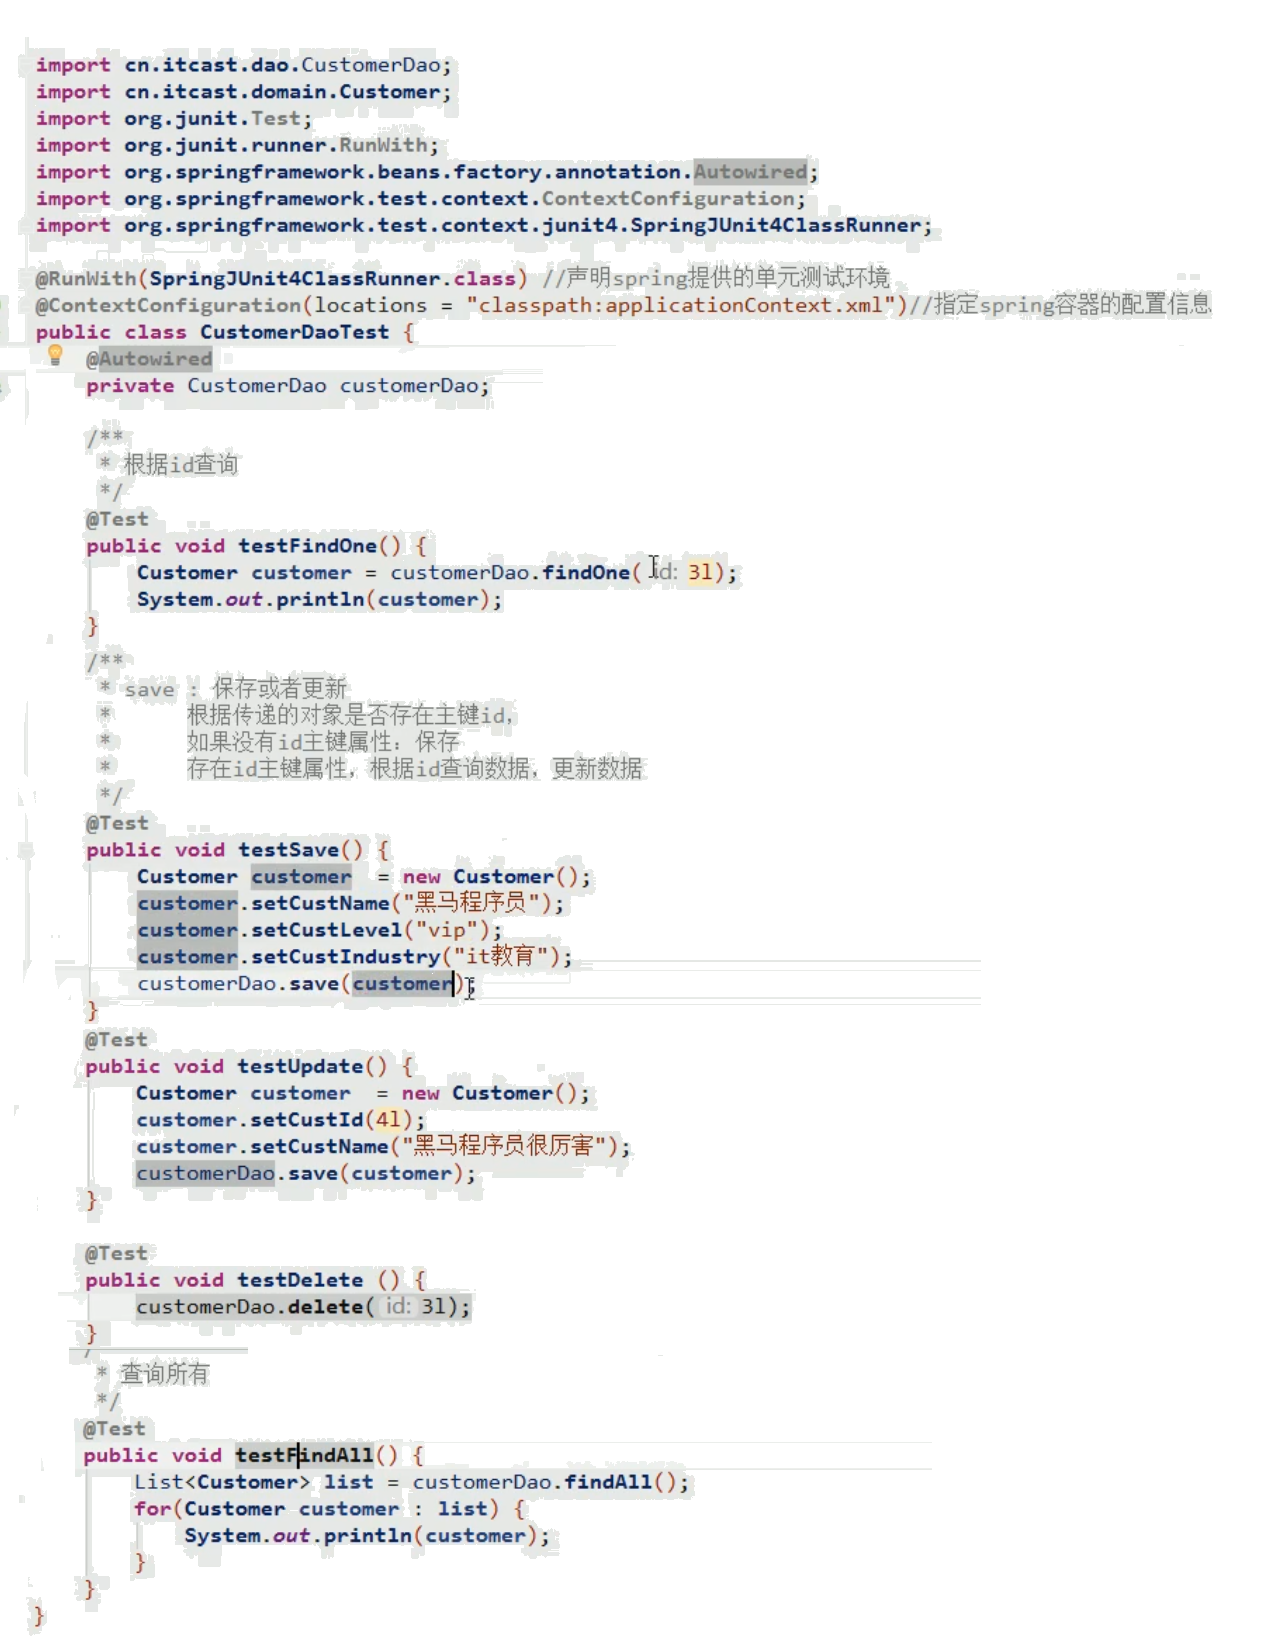 import cn.itcast.dao.CustomerDao;
import cn.itcast.domain.Customer;
import org.junit.Test;
import org.junit.runner.RunWith;
import org.springframework.beans.factory.annotation.Autowired;
import org.springframework.test.context.ContextConfiguration;
import org.springframework.test.context.junit4.SpringJUnit4ClassRunner;
@RunWith(SpringJUnit4ClassRunner.class) //声明spring提供的单元测试环境
@ContextConfiguration(locations = "classpath:applicationContext.xml")//指定spring容器的配置信息
public class CustomerDaoTest {
@Autowired
private CustomerDao customerDao;
/**
* 根据id查询
*/
@Test
public void testFindOne() {
Customer customer = customerDao.findOne( id: 3l);
System.out.println(customer);
}
/**
* save : 保存或者更新
* 根据传递的对象是否存在主键id,
* 如果没有id主键属性：保存
* 存在id主键属性，根据id查询数据，更新数据
*/
@Test
public void testSave() {
Customer customer = new Customer();
customer.setCustName("黑马程序员");
customer.setCustLevel("vip");
customer.setCustIndustry("it教育");
customerDao.save(customer);
}
@Test
public void testUpdate() {
Customer customer = new Customer();
customer.setCustId(4l);
customer.setCustName("黑马程序员很厉害");
customerDao.save(customer);
}
@Test
public void testDelete () {
customerDao.delete( id: 3l);
}
* 查询所有
*/
@Test
public void testFindAll() {
List<Customer> list = customerDao.findAll();
for(Customer customer : list) {
System.out.println(customer);
}
}
}